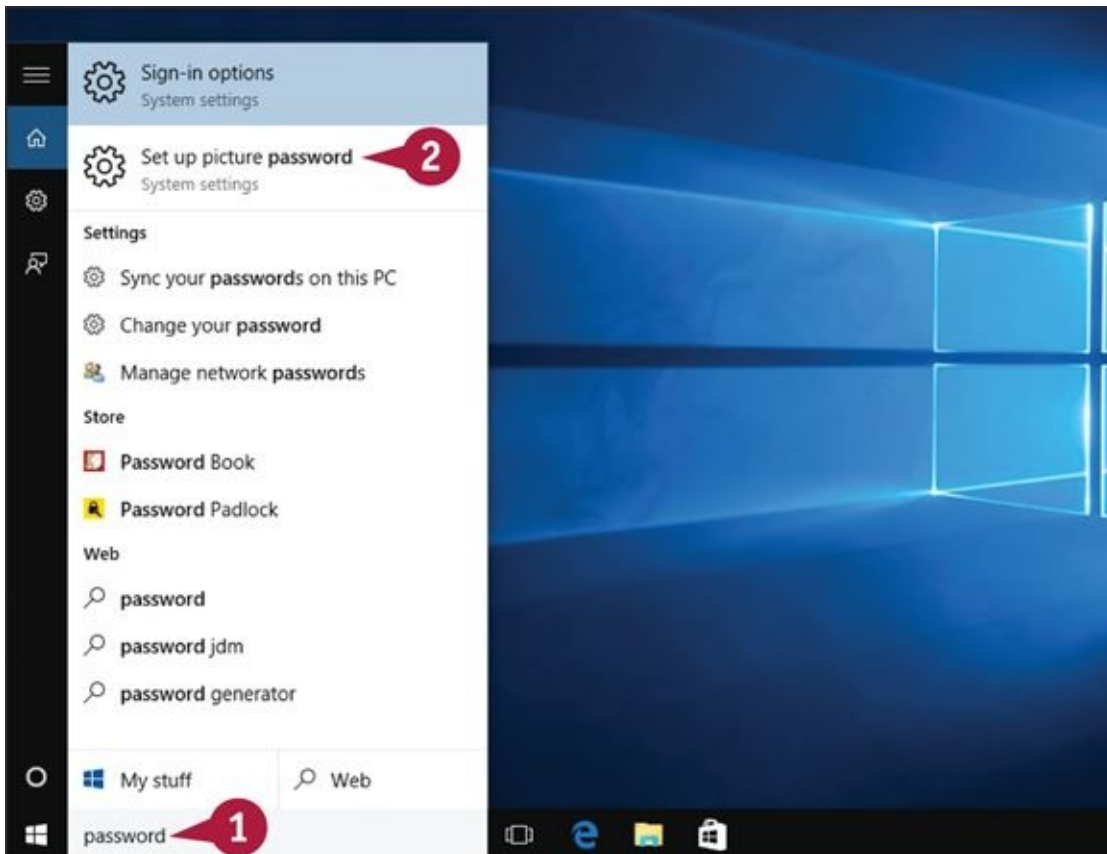 Sign-in options
System settings
Set up picture password
2
System settings
Settings
Sync your passwords on this PC
Change your password
Manage network passwords
Store
Password Book
Password Padlock
Web
password
password jdm
password generator
My stuff
Web
password
1